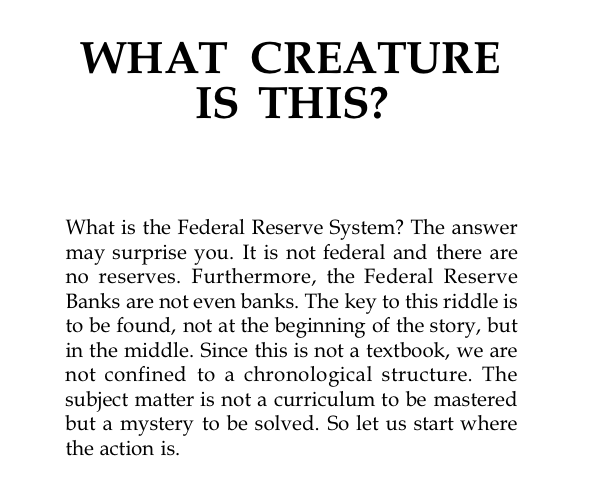 WHAT CREATURE
IS THIS?
What is the Federal Reserve System? The answer
may surprise you. It is not federal and there are
no reserves. Furthermore, the Federal Reserve
Banks are not even banks. The key to this riddle is
to be found, not at the beginning of the story, but
in the middle. Since this is not a textbook, we are
not confined to a chronological structure. The
subject matter is not a curriculum to be mastered
but a mystery to be solved. So let us start where
the action is.